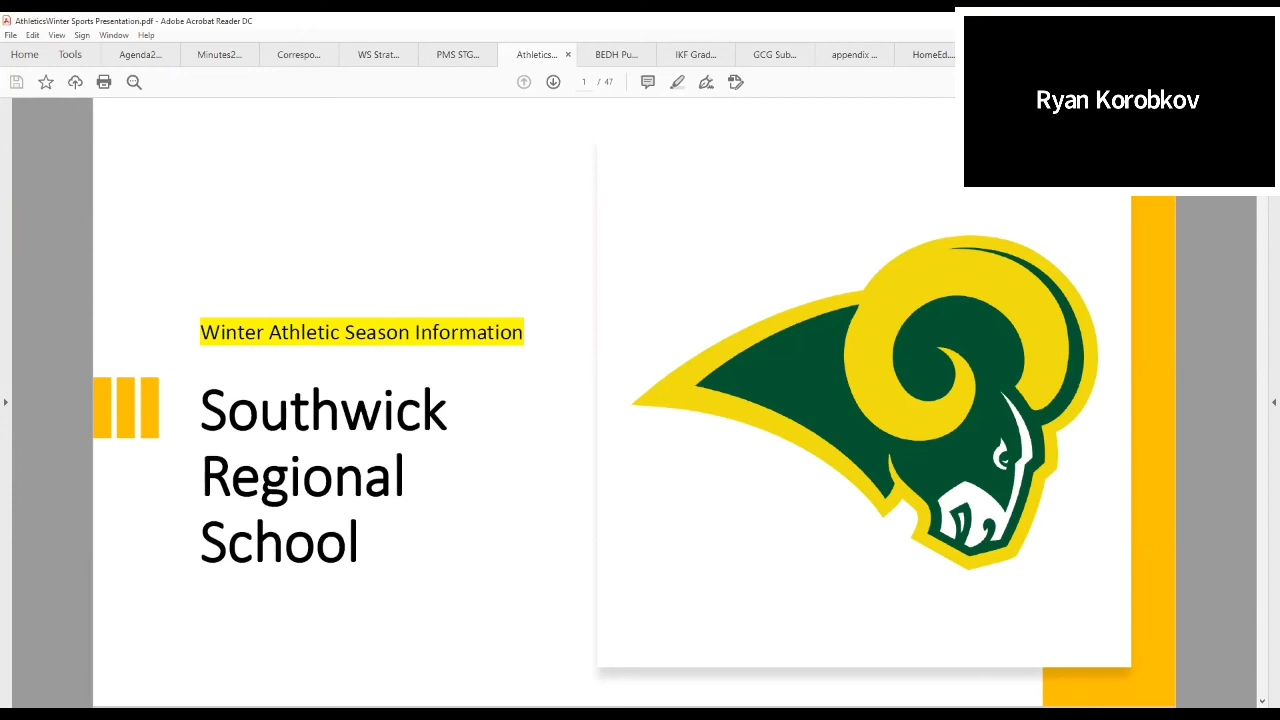 AthleticsWinter Sports Presentation.pdf - Adobe Acrobat Reader DC
File Edit View Sign Window Help
Home Tools Agenda2... Minutes2... Correspo... WS Strat... PMS STG... Athletics... × BEDH Pu... IKF Grad... GCG Sub... appendix ... HomeEd...
1 / 47
Ryan Korobkov
Winter Athletic Season Information
Southwick
Regional
School